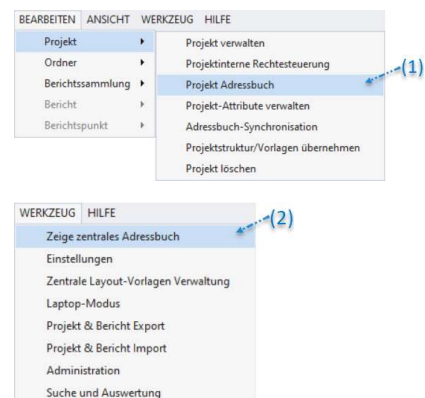 BEARBEITEN ANSICHT WERKZEUG HILFE
Projekt
Ordner
Berichtssammlung
Bericht
Berichtspunkt
Projekt verwalten
Projektinterne Rechtesteuerung
Projekt Adressbuch
Projekt-Attribute verwalten
Adressbuch-Synchronisation
Projektstruktur/Vorlagen übernehmen
Projekt löschen
(1)
WERKZEUG HILFE
Zeige zentrales Adressbuch
(2)
Einstellungen
Zentrale Layout-Vorlagen Verwaltung
Laptop-Modus
Projekt & Bericht Export
Projekt & Bericht Import
Administration
Suche und Auswertung